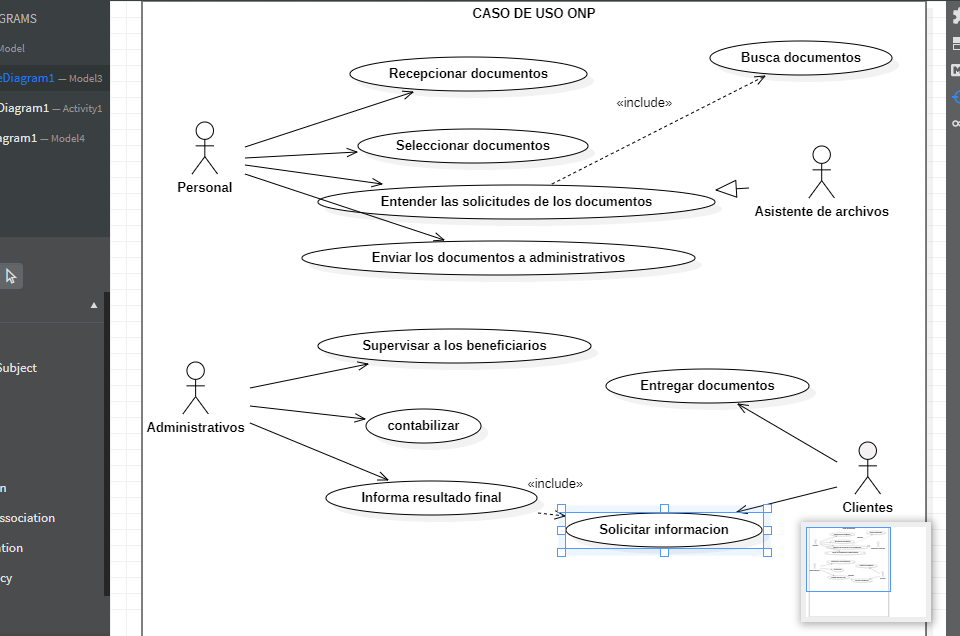 GRAMS
Model
eDiagram1 — Model3
Diagram1 — Activity1
agram1 — Model4
Subject
n
ssociation
tion
cy
CASO DE USO ONP
Recepcionar documentos
Busca documentos
«include»
Seleccionar documentos
Personal
Entender las solicitudes de los documentos
Asistente de archivos
Enviar los documentos a administrativos
Supervisar a los beneficiarios
Entregar documentos
Administrativos
contabilizar
Informa resultado final
«include»
Clientes
Solicitar informacion